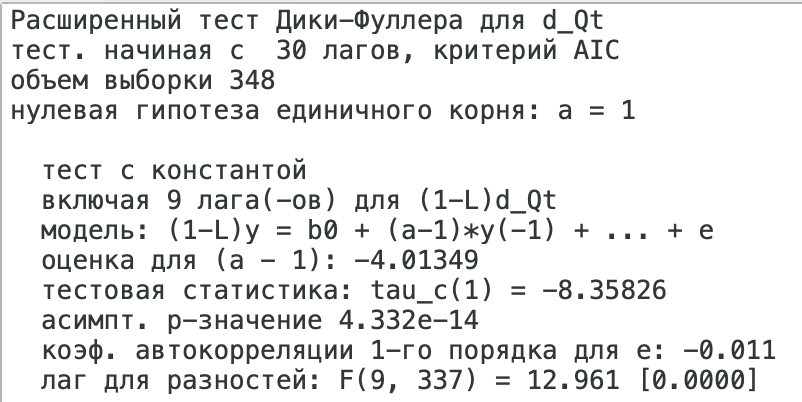 Расширенный тест Дики-Фуллера для d_Qt
тест. начиная с  30 лагов, критерий AIC
объем выборки 348
нулевая гипотеза единичного корня: a = 1
тест с константой
включая 9 лага(-ов) для (1-L)d_Qt
модель: (1-L)y = b0 + (a-1)*y(-1) + ... + e
оценка для (a - 1): -4.01349
тестовая статистика: tau_c(1) = -8.35826
асимпт. p-значение 4.332e-14
коэф. автокорреляции 1-го порядка для e: -0.011
лаг для разностей: F(9, 337) = 12.961 [0.0000]